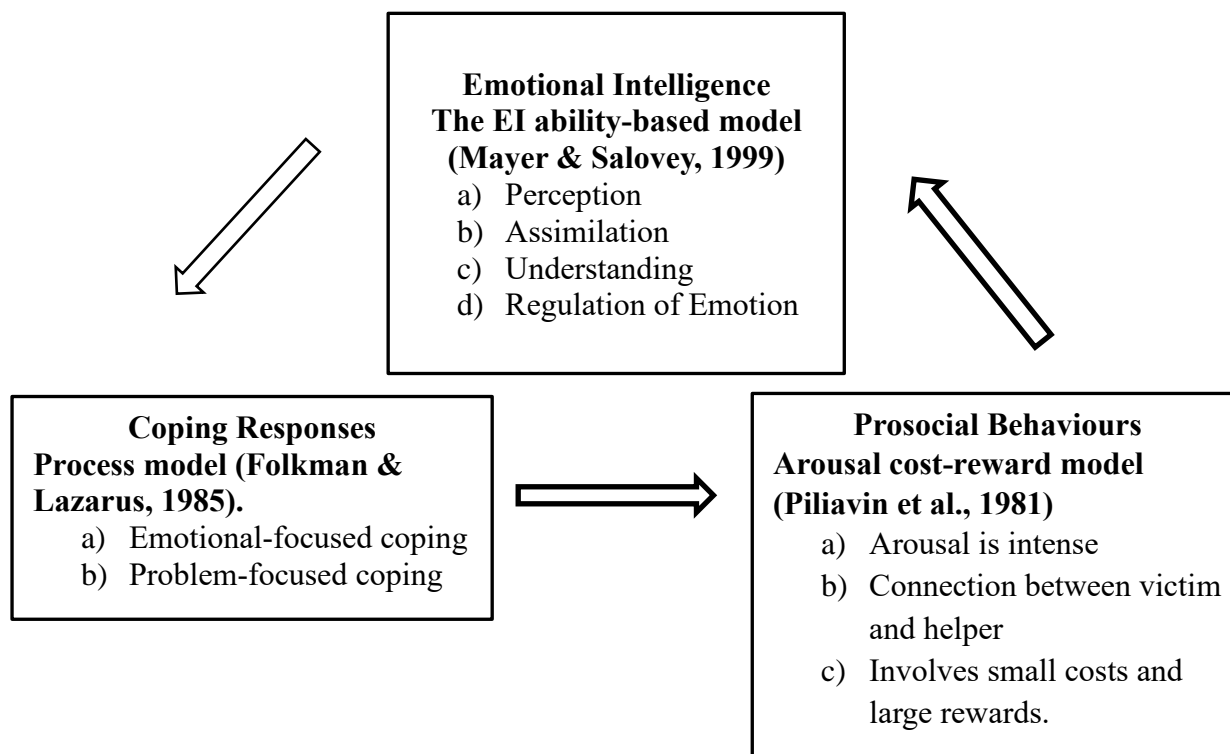 Emotional Intelligence
The EI ability-based model
(Mayer & Salovey, 1999)
a) Perception
b) Assimilation
c) Understanding
d) Regulation of Emotion
Coping Responses
Process model (Folkman &
Lazarus, 1985).
a) Emotional-focused coping
b) Problem-focused coping
Prosocial Behaviours
Arousal cost-reward model
(Piliavin et al., 1981)
a) Arousal is intense
b) Connection between victim
and helper
c) Involves small costs and
large rewards.